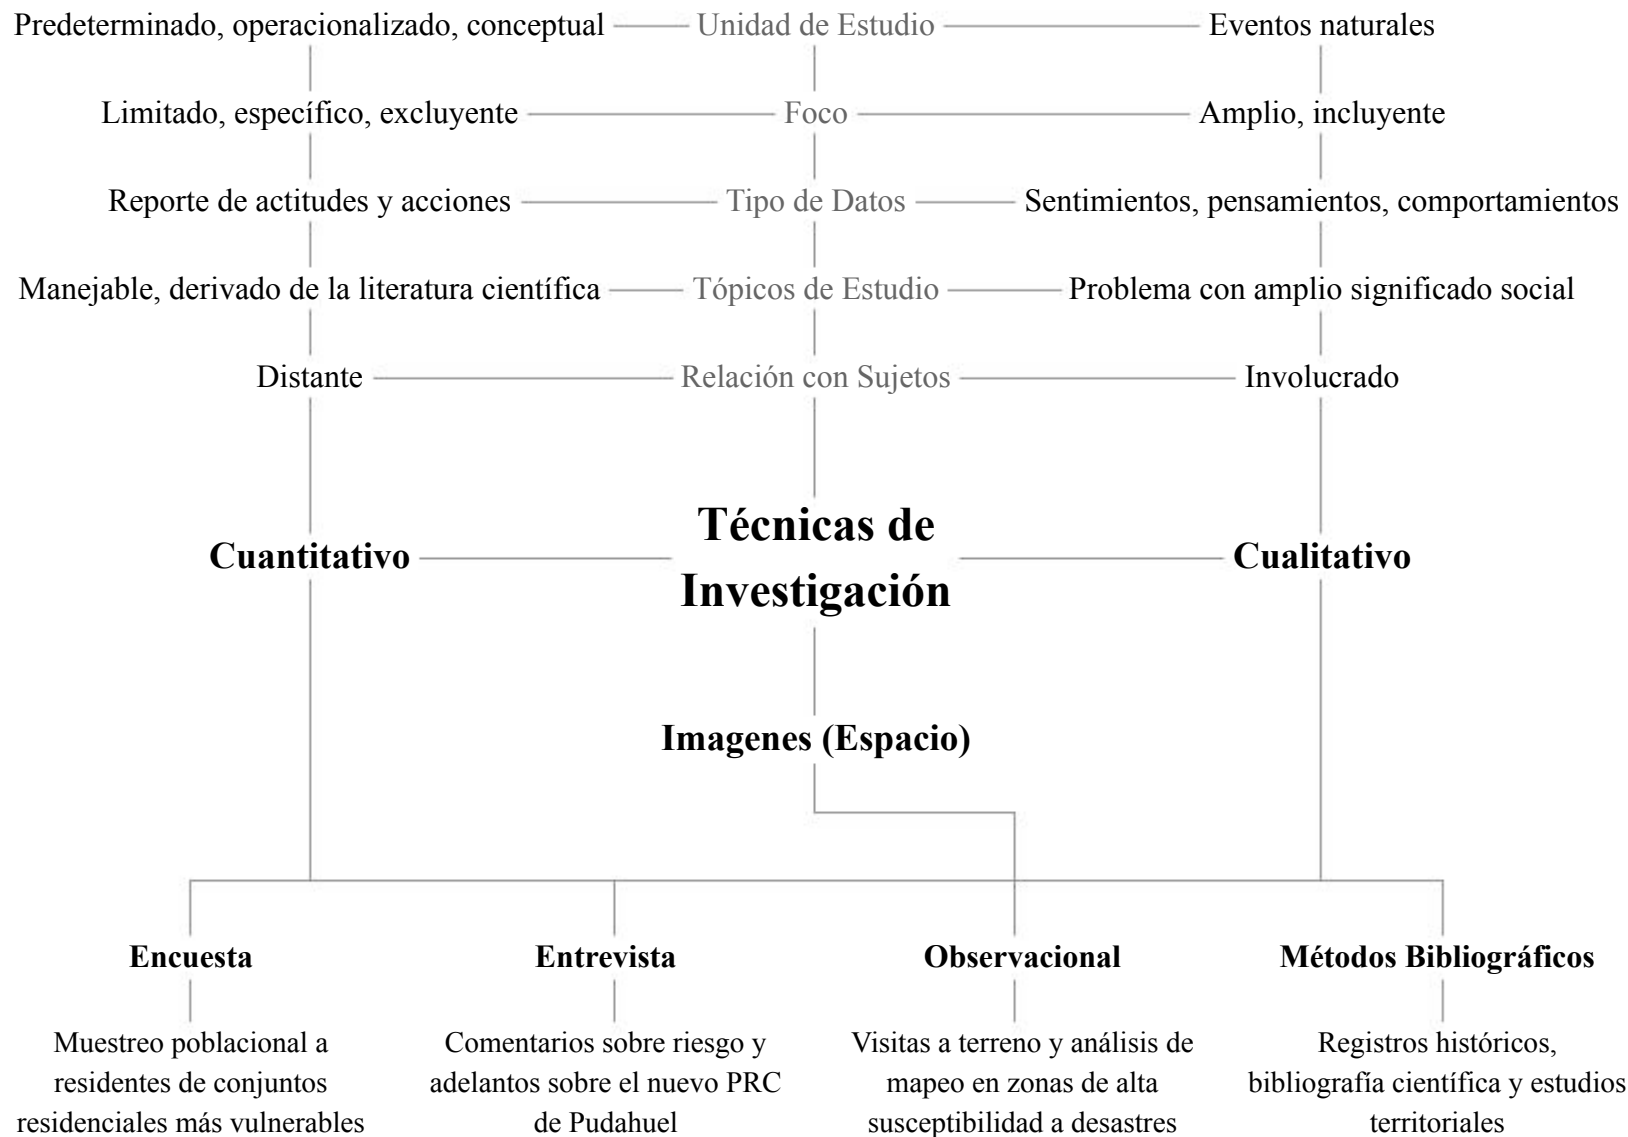 Predeterminado, operacionalizado, conceptual Unidad de Estudio Eventos naturales
Limitado, específico, excluyente Foco Amplio, incluyente
Reporte de actitudes y acciones Tipo de Datos Sentimientos, pensamientos, comportamientos
Manejable, derivado de la literatura científica Tópicos de Estudio Problema con amplio significado social
Distante Relación con Sujetos Involucrado
Cuantitativo
Técnicas de
Investigación
Cualitativo
Imagenes (Espacio)
Encuesta
Muestreo poblacional a
residentes de conjuntos
residenciales más vulnerables
Entrevista
Comentarios sobre riesgo y
adelantos sobre el nuevo PRC
de Pudahuel
Observacional
Visitas a terreno y análisis de
mapeo en zonas de alta
susceptibilidad a desastres
Métodos Bibliográficos
Registros históricos,
bibliografía científica y estudios
territoriales